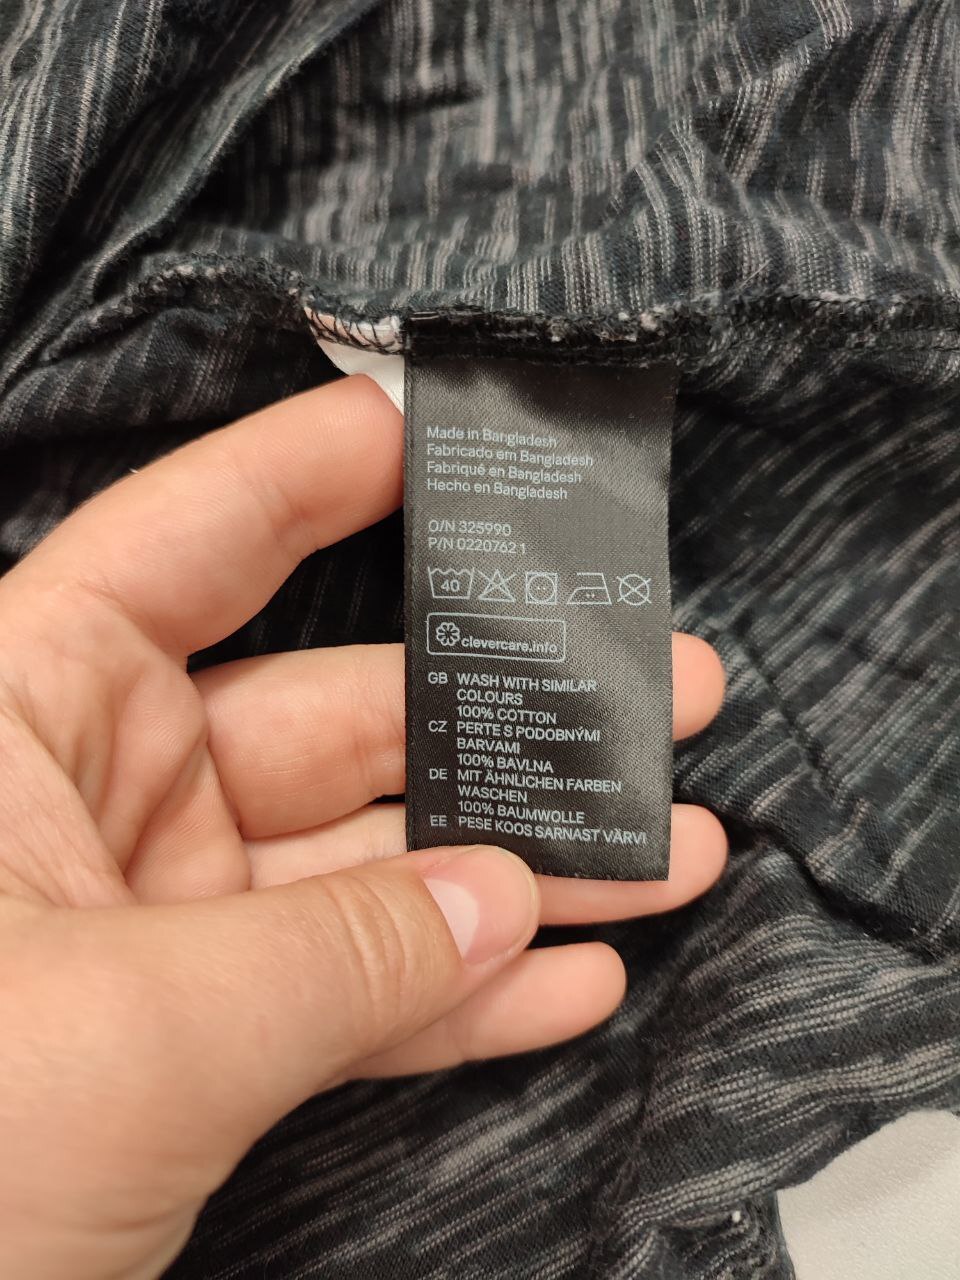 Made in Bangladesh
Fabricado em Bangladesh
Fabriqué en Bangladesh
Hecho en Bangladesh
O/N 325990
P/N 0220762 1
40
clevercare.info
GB WASH WITH SIMILAR
COLOURS
100% COTTON
CZ PERTE S PODOBNÝMI
BARVAMI
100% BAVLNA
DE MIT ÄHNLICHEN FARBEN
WASCHEN
100% BAUMWOLLE
EE PESE KOOS SARNAST VÄRVI